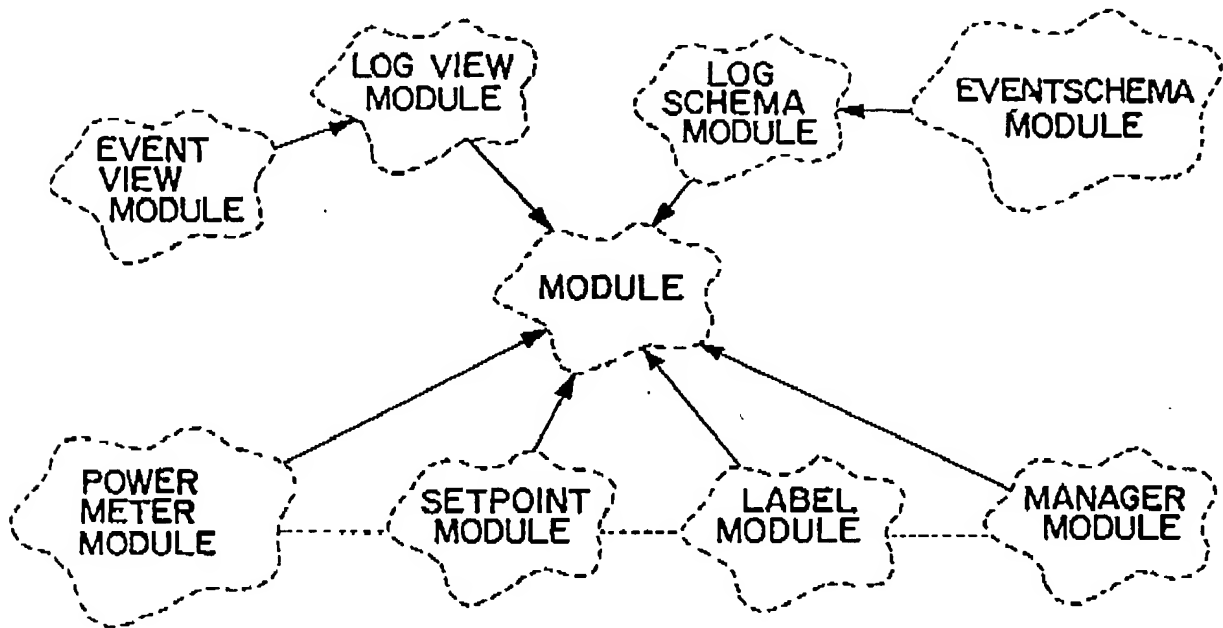 LOG VIEW
MODULE
LOG
SCHEMA
MODULE
EVENTSCHEMA
MODULE
EVENT
VIEW
MODULE
MODULE
POWER
METER
MODULE
SETPOINT
MODULE
LABEL
MODULE
MANAGER
MODULE